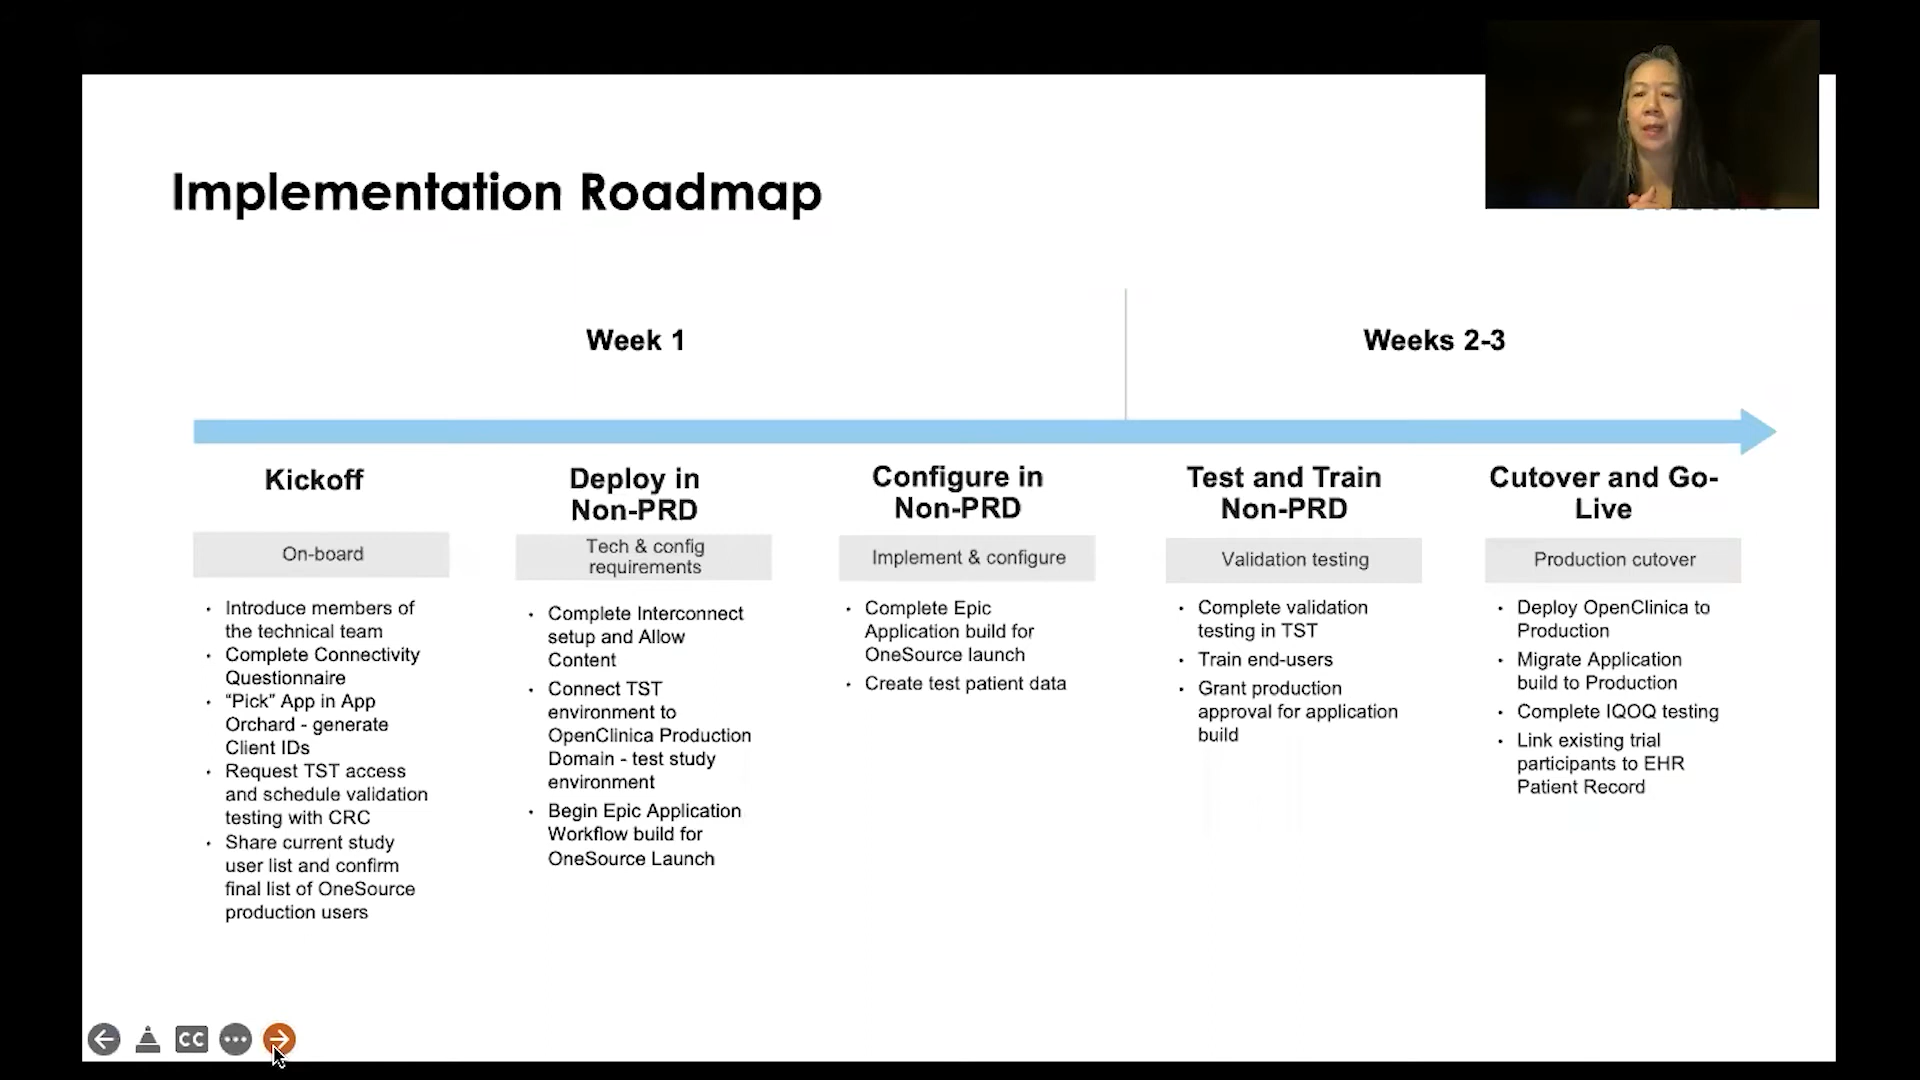 Implementation Roadmap
Week 1
Weeks 2-3
Kickoff
On-board
• Introduce members of
the technical team
• Complete Connectivity
Questionnaire
• “Pick” App in App
Orchard - generate
Client IDs
• Request TST access
and schedule validation
testing with CRC
• Share current study
user list and confirm
final list of OneSource
production users
Deploy in
Non-PRD
Tech & config
requirements
• Complete Interconnect
setup and Allow
Content
• Connect TST
environment to
OpenClinica Production
Domain - test study
environment
• Begin Epic Application
Workflow build for
OneSource Launch
Configure in
Non-PRD
Implement & configure
• Complete Epic
Application build for
OneSource launch
• Create test patient data
Test and Train
Non-PRD
Validation testing
• Complete validation
testing in TST
• Train end-users
• Grant production
approval for application
build
Cutover and Go-
Live
Production cutover
• Deploy OpenClinica to
Production
• Migrate Application
build to Production
• Complete IQOQ testing
• Link existing trial
participants to EHR
Patient Record
CC